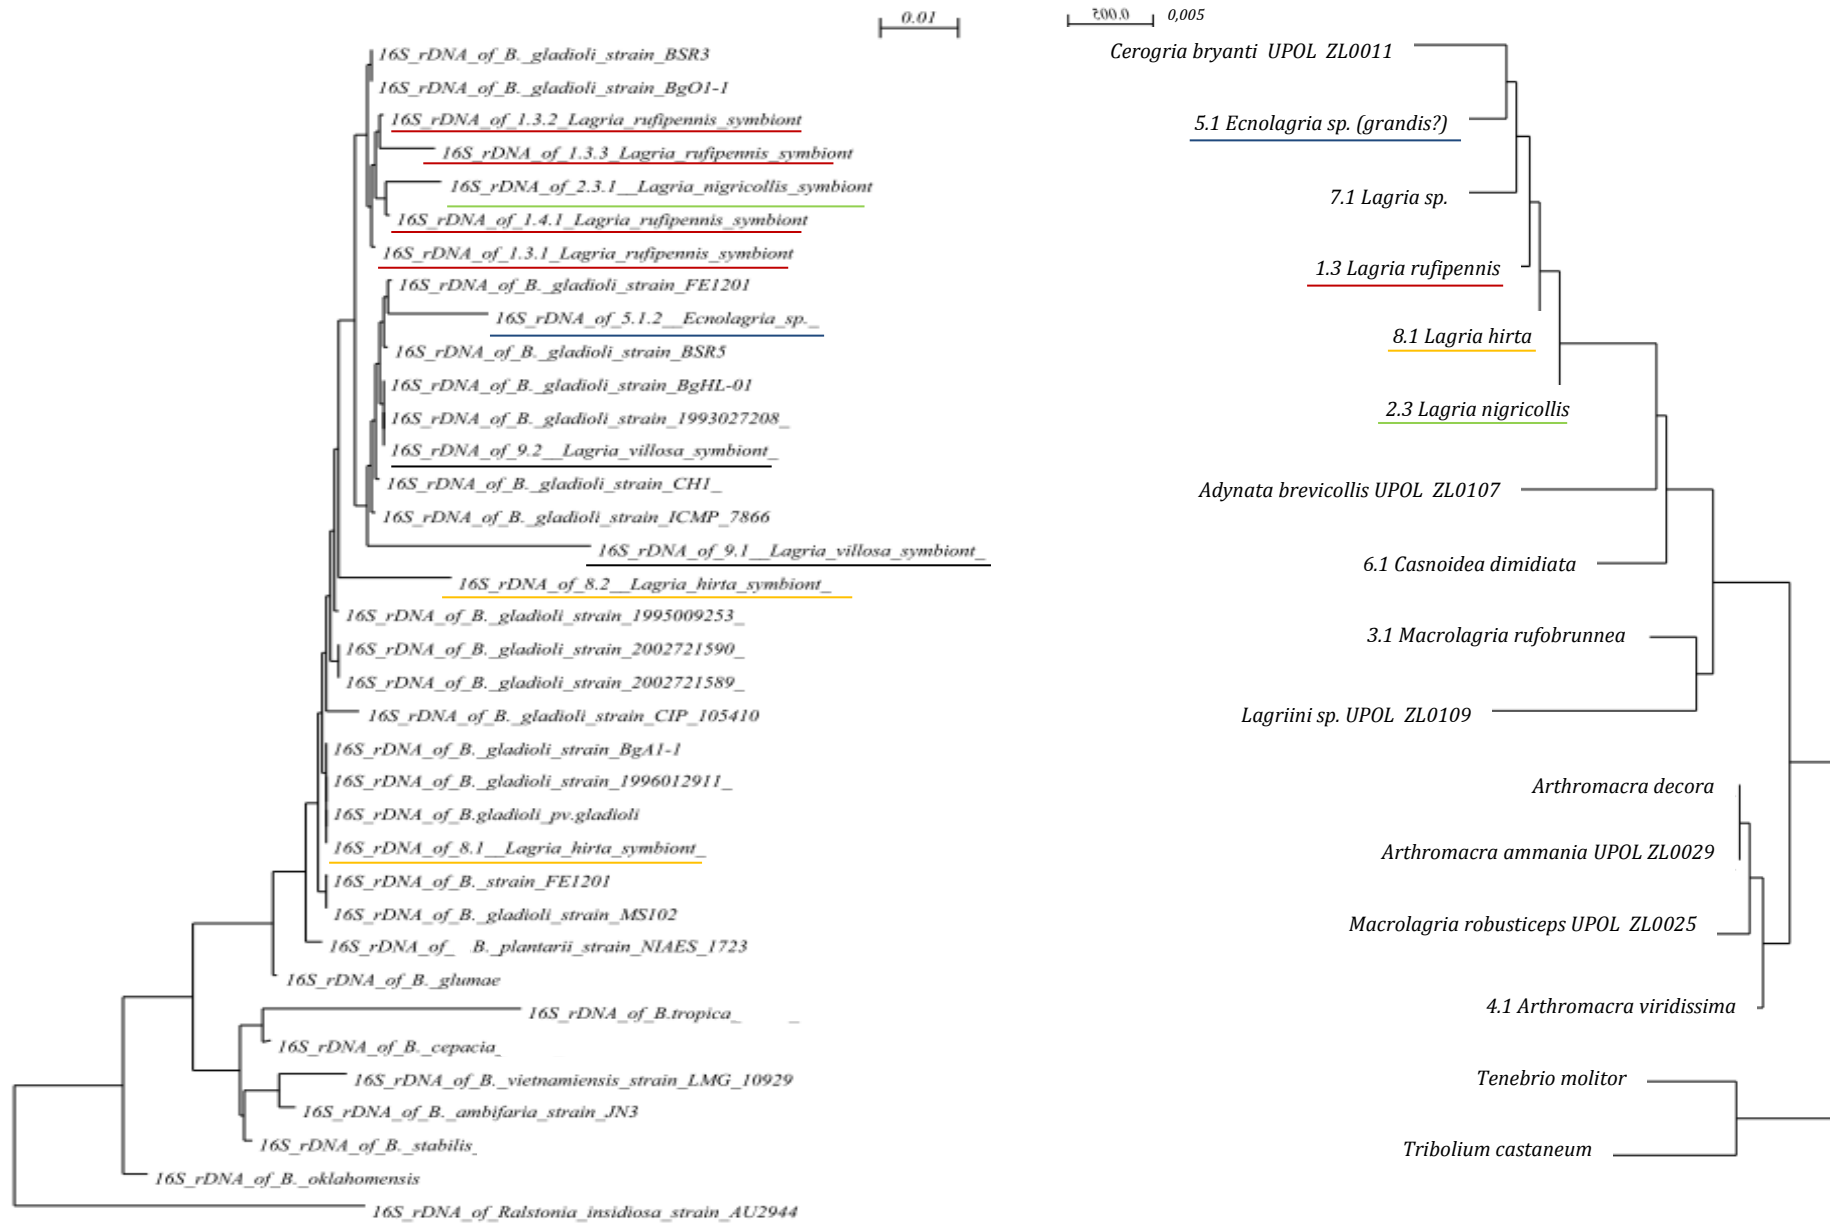 0.01
0.005 0,005
16S_rDNA_of_B._gladioli_strain_BSR3
16S_rDNA_of_B._gladioli_strain_BgO1-1
16S_rDNA_of_1.3.2_Lagria_rufipennis_symbiont
16S_rDNA_of_1.3.3_Lagria_rufipennis_symbiont
16S_rDNA_of_2.3.1__Lagria_nigricollis_symbiont
16S_rDNA_of_1.4.1_Lagria_rufipennis_symbiont
16S_rDNA_of_1.3.1_Lagria_rufipennis_symbiont
16S_rDNA_of_B._gladioli_strain_FE1201
16S_rDNA_of_5.1.2__Ecnolagria_sp._
16S_rDNA_of_B._gladioli_strain_BSR5
16S_rDNA_of_B._gladioli_strain_BgHL-01
16S_rDNA_of_B._gladioli_strain_1993027208_
16S_rDNA_of_9.2__Lagria_villosa_symbiont_
16S_rDNA_of_B._gladioli_strain_CH1_
16S_rDNA_of_B._gladioli_strain_ICMP_7866
16S_rDNA_of_9.1__Lagria_villosa_symbiont_
16S_rDNA_of_8.2__Lagria_hirta_symbiont_
16S_rDNA_of_B._gladioli_strain_1995009253_
16S_rDNA_of_B._gladioli_strain_2002721590_
16S_rDNA_of_B._gladioli_strain_2002721589_
16S_rDNA_of_B._gladioli_strain_CIP_105410
16S_rDNA_of_B._gladioli_strain_BgA1-1
16S_rDNA_of_B._gladioli_strain_1996012911_
16S_rDNA_of_B.gladioli_pv.gladioli
16S_rDNA_of_8.1__Lagria_hirta_symbiont_
16S_rDNA_of_B._strain_FE1201
16S_rDNA_of_B._gladioli_strain_MS102
16S_rDNA_of_ B._plantarii_strain_NIAES_1723
16S_rDNA_of_B._glumae
16S_rDNA_of_B.tropica_ _
16S_rDNA_of_B._cepacia_
16S_rDNA_of_B._vietnamiensis_strain_LMG_10929
16S_rDNA_of_B._ambifaria_strain_JN3
16S_rDNA_of_B._stabilis_
16S_rDNA_of_B._oklahomensis
16S_rDNA_of_Ralstonia_insidiosa_strain_AU2944
Cerogria bryanti UPOL ZL0011
5.1 Ecnolagria sp. (grandis?)
7.1 Lagria sp.
1.3 Lagria rufipennis
8.1 Lagria hirta
2.3 Lagria nigricollis
Adynata brevicollis UPOL ZL0107
6.1 Casnoidea dimidiata
3.1 Macrolagria rufobrunnea
Lagriini sp. UPOL ZL0109
Arthromacra decora
Arthromacra ammania UPOL ZL0029
Macrolagria robusticeps UPOL ZL0025
4.1 Arthromacra viridissima
Tenebrio molitor
Tribolium castaneum